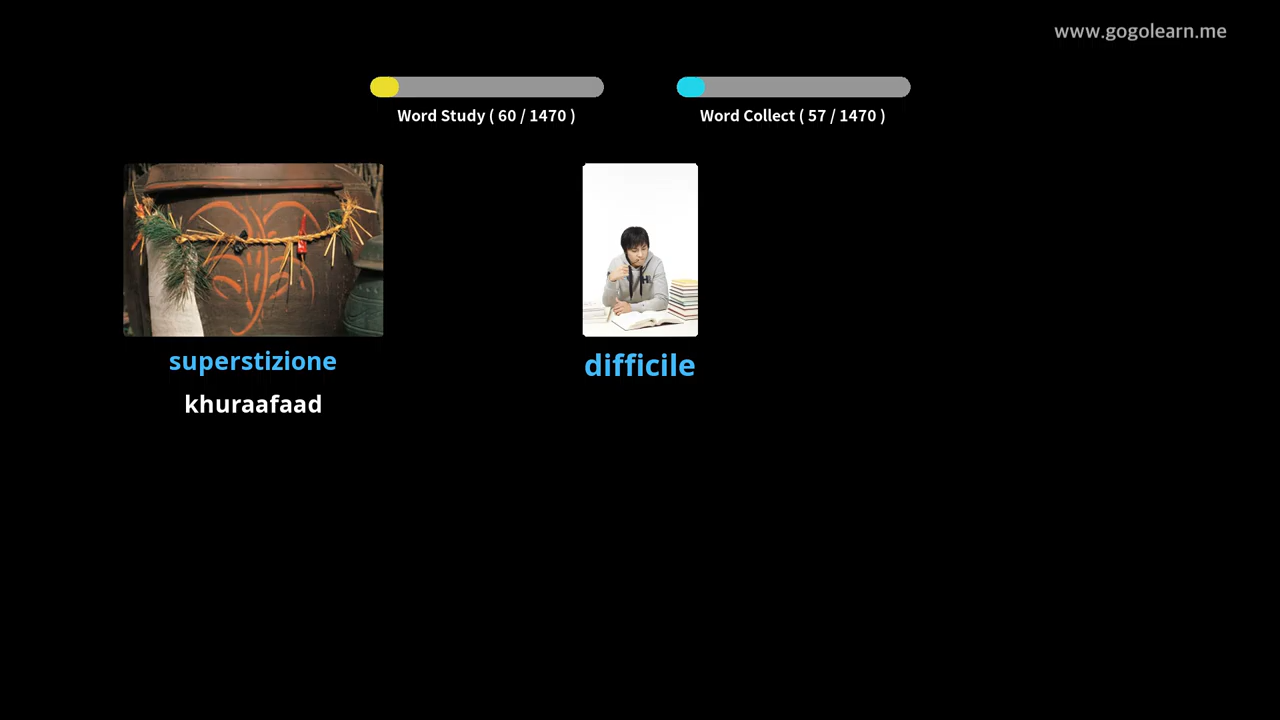 www.gogolearn.me
Word Study ( 60 / 1470 )
Word Collect ( 57 / 1470 )
superstizione
khuraafaad
difficile